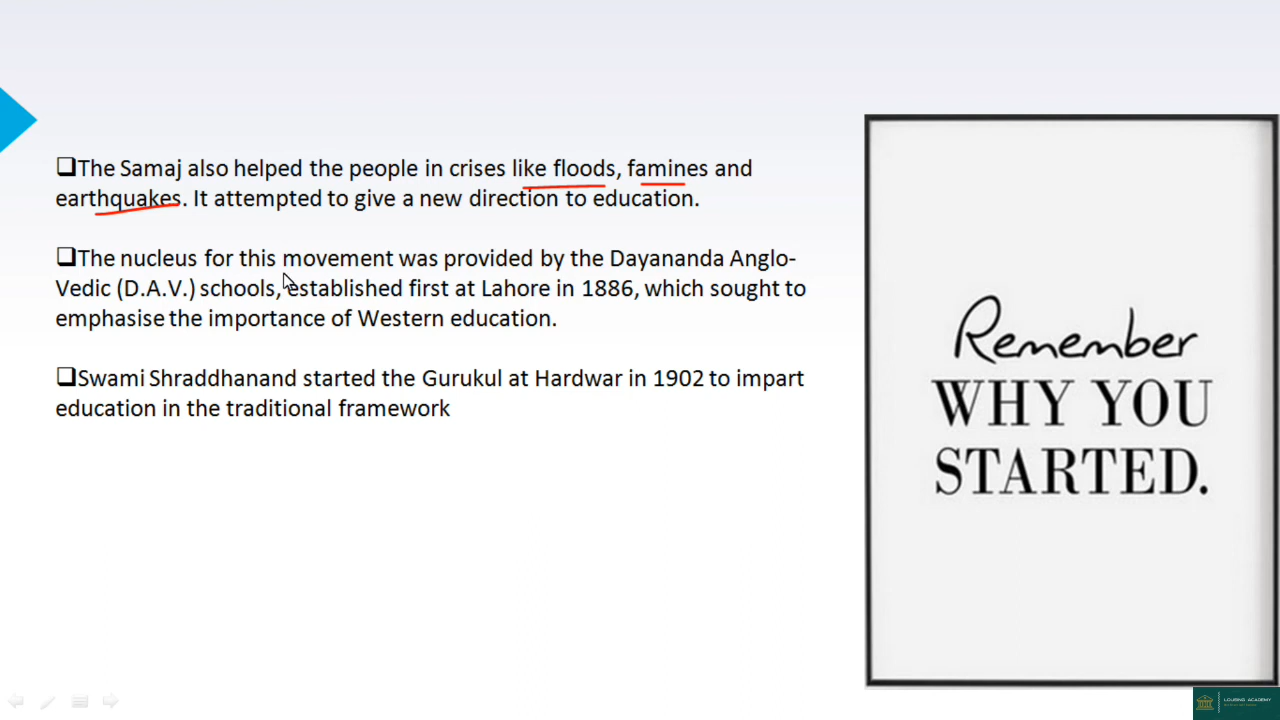 ❑The Samaj also helped the people in crises like floods, famines and
earthquakes. It attempted to give a new direction to education.
❑The nucleus for this movement was provided by the Dayananda Anglo-
Vedic (D.A.V.) schools, established first at Lahore in 1886, which sought to
emphasise the importance of Western education.
❑Swami Shraddhanand started the Gurukul at Hardwar in 1902 to impart
education in the traditional framework
Remember
WHY YOU
STARTED.
ACADEMY